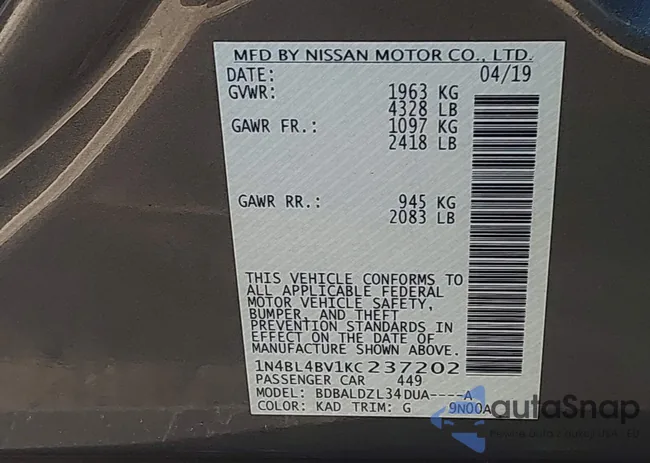 MFD BY NISSAN MOTOR CO., LTD.
DATE: 04/19
GVWR: 1963 KG
4328 LB
GAWR FR.: 1097 KG
2418 LB
GAWR RR.: 945 KG
2083 LB
THIS VEHICLE CONFORMS TO
ALL APPLICABLE FEDERAL
MOTOR VEHICLE SAFETY,
BUMPER, AND THEFT
PREVENTION STANDARDS IN
EFFECT ON THE DATE OF
MANUFACTURE SHOWN ABOVE.
1N4BL4BV1KC237202
PASSENGER CAR 449
MODEL: BDBALDZL34DUA----A
COLOR: KAD TRIM: G 9N00A
autoSnap